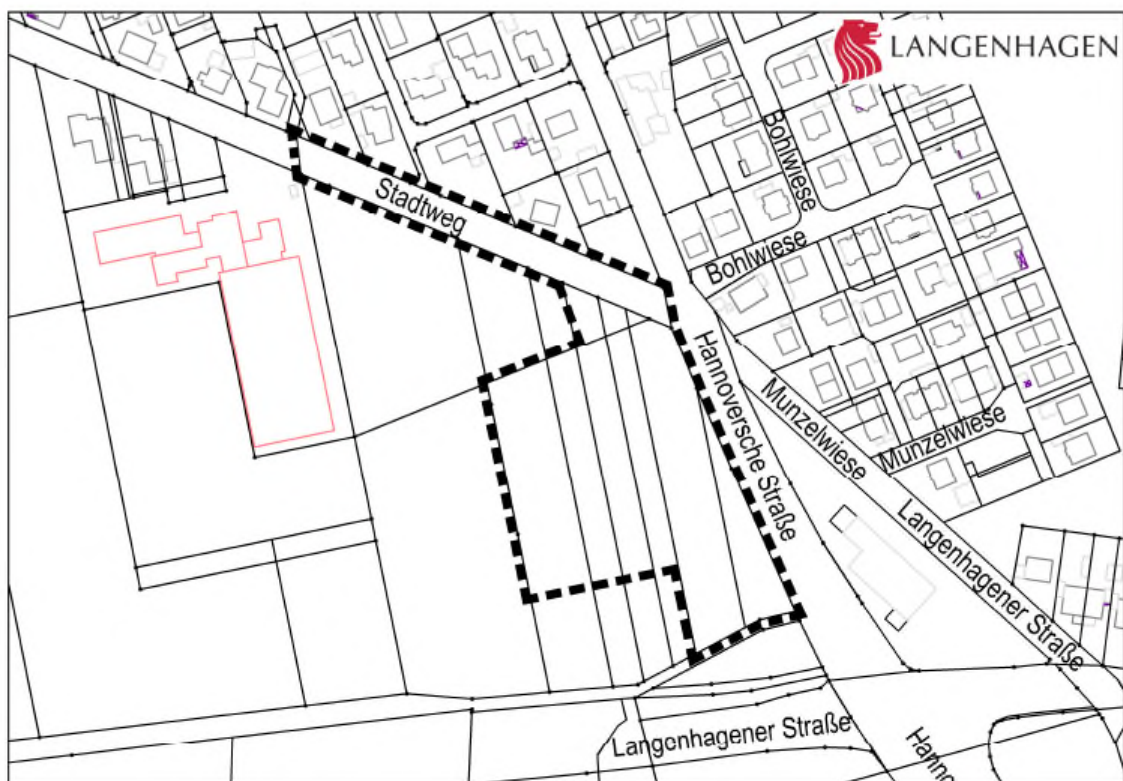 LANGENHAGEN
Bohlwiese
Stadtweg
Bohlwiese
Hannoversche Straße
Munzelwiese
Munzelwiese
Langenhagener Straße
Langenhagener Straße